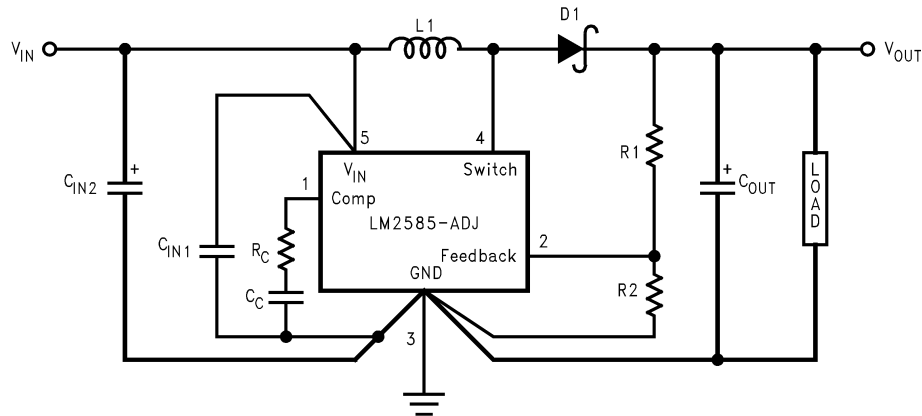 L1
D1
VIN
VOUT
5
4
R1
VIN
Switch
+
CIN2
1
Comp
+
COUT
LOAD
LM2585-ADJ
CIN1
RC
2
Feedback
GND
CC
R2
3